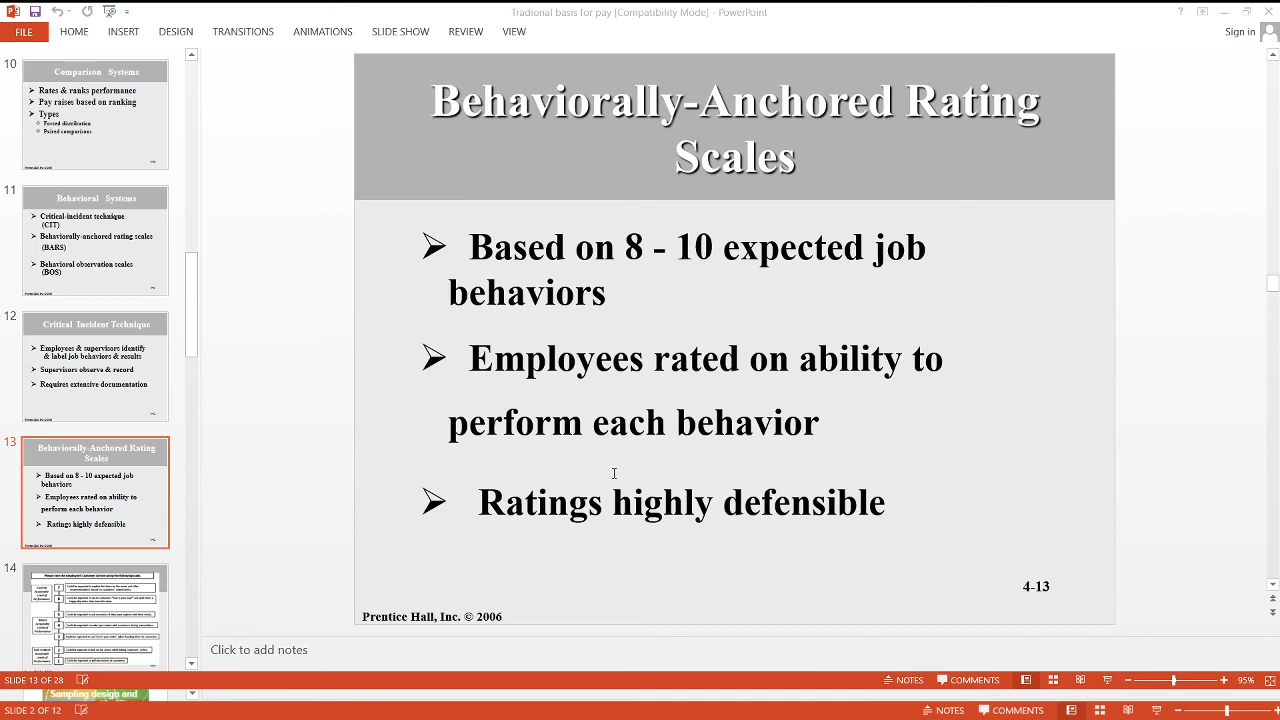 Tradional basis for pay [Compatibility Mode] - PowerPoint
FILE HOME INSERT DESIGN TRANSITIONS ANIMATIONS SLIDE SHOW REVIEW VIEW Sign in
10
Comparison Systems
➢ Rates & ranks performance
➢ Pay raises based on ranking
➢ Types
Forced distribution
Paired comparisons
11
Behavioral Systems
➢ Critical-incident technique
(CIT)
➢ Behaviorally-anchored rating scales
(BARS)
➢ Behavioral observation scales
(BOS)
12
Critical Incident Technique
➢ Employees & supervisors identify
& label job behaviors & results
➢ Supervisors observe & record
➢ Requires extensive documentation
13
Behaviorally-Anchored Rating
Scales
➢ Based on 8 - 10 expected job
behaviors
➢ Employees rated on ability to
perform each behavior
➢ Ratings highly defensible
14
Behaviorally-Anchored Rating
Scales
➢ Based on 8 - 10 expected job
behaviors
➢ Employees rated on ability to
perform each behavior
➢ Ratings highly defensible
4-13
Prentice Hall, Inc. © 2006
Click to add notes
SLIDE 13 OF 28 NOTES COMMENTS 95%
Sampling design and
SLIDE 2 OF 12 NOTES COMMENTS